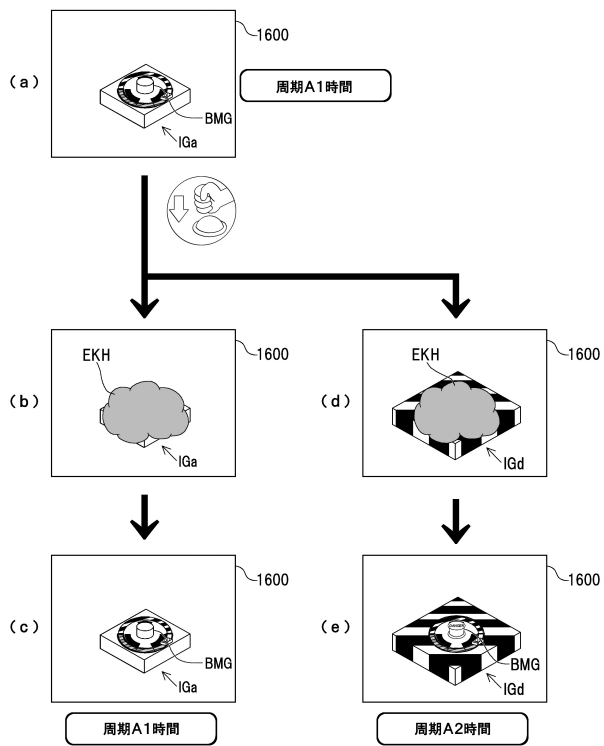 1600
(a)
周期A1時間
BMG
IGa
1600
1600
EKH
EKH
(b)
(d)
IGa
IGd
1600
1600
(c)
(e)
DANGER
BMG
BMG
IGa
IGd
周期A1時間
周期A2時間